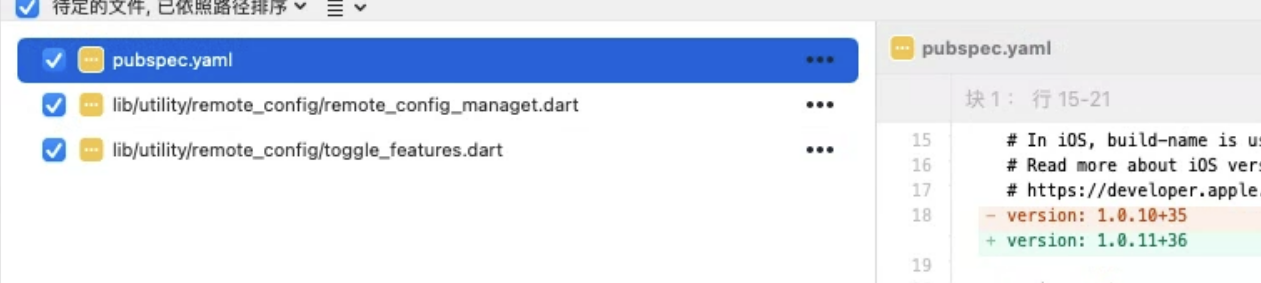 待定的文件, 已依照路径排序
pubspec.yaml
lib/utility/remote_config/remote_config_managet.dart
lib/utility/remote_config/toggle_features.dart
pubspec.yaml
块 1： 行 15-21
15 # In iOS, build-name is us
16 # Read more about iOS vers
17 # https://developer.apple.
18 - version: 1.0.10+35
+ version: 1.0.11+36
19